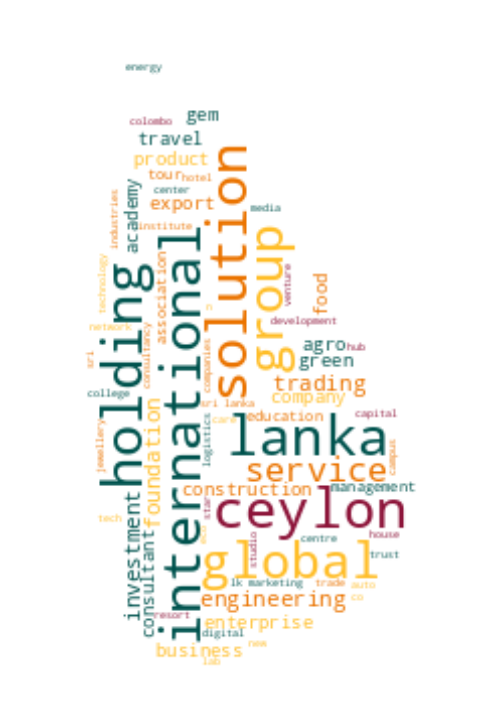 energy
gem
colombo
travel
product
tour
hotel
center
export
academy
industries
institute
media
solution
international
holding
group
association
technology
venture
food
development
network
consultancy
companies
sri
agro
hub
green
trading
company
college
sri lanka
care
education
capital
foundation
jewellery
logistics
lanka
service
campus
construction
management
investment
star
ceylon
tech
consultant
studio
centre
house
global
trust
lk
marketing
trade
auto
engineering
co
resort
enterprise
digital
new
business
lab